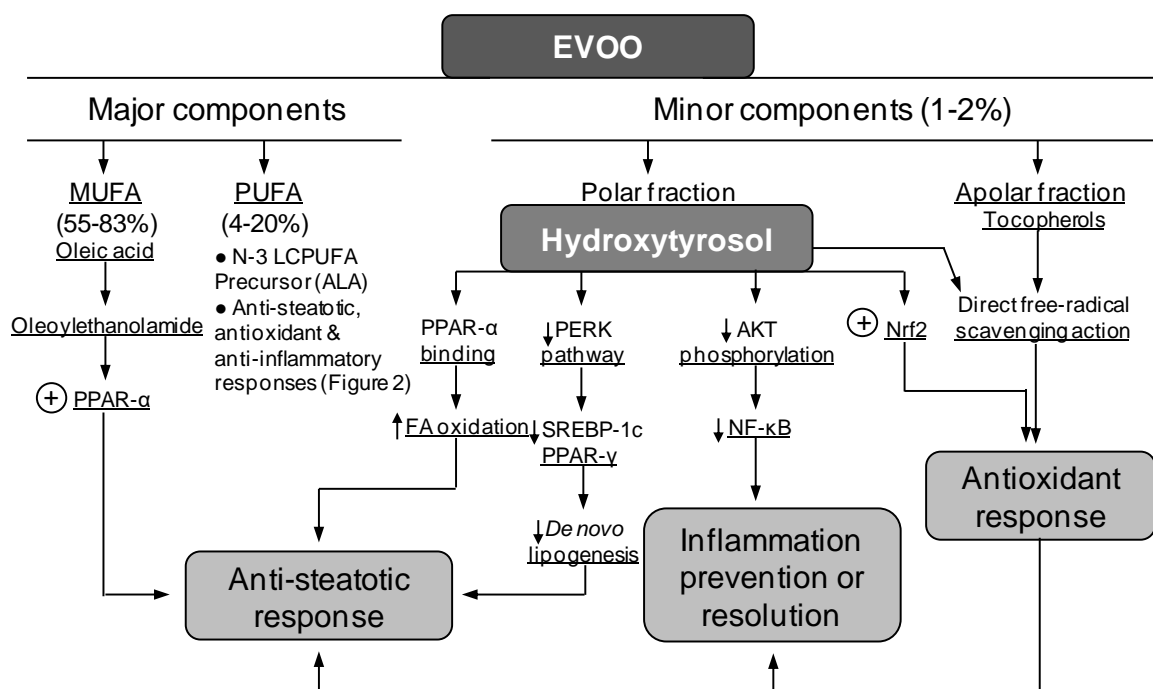 EVOO
Major components
Minor components (1-2%)
MUFA
(55-83%)
Oleic acid
Oleoylethanolamide
+ PPAR-α
PUFA
(4-20%)
● N-3 LCPUFA
Precursor (ALA)
● Anti-steatotic,
antioxidant &
anti-inflammatory
responses (Figure 2)
Polar fraction
Hydroxytyrosol
Apolar fraction
Tocopherols
PPAR-α
binding
↑FA oxidation
↓PERK
pathway
↓SREBP-1c
PPAR-γ
↓De novo
lipogenesis
↓ AKT
phosphorylation
↓ NF-κB
+ Nrf2
Direct free-radical
scavenging action
Anti-steatotic
response
Inflammation
prevention or
resolution
Antioxidant
response